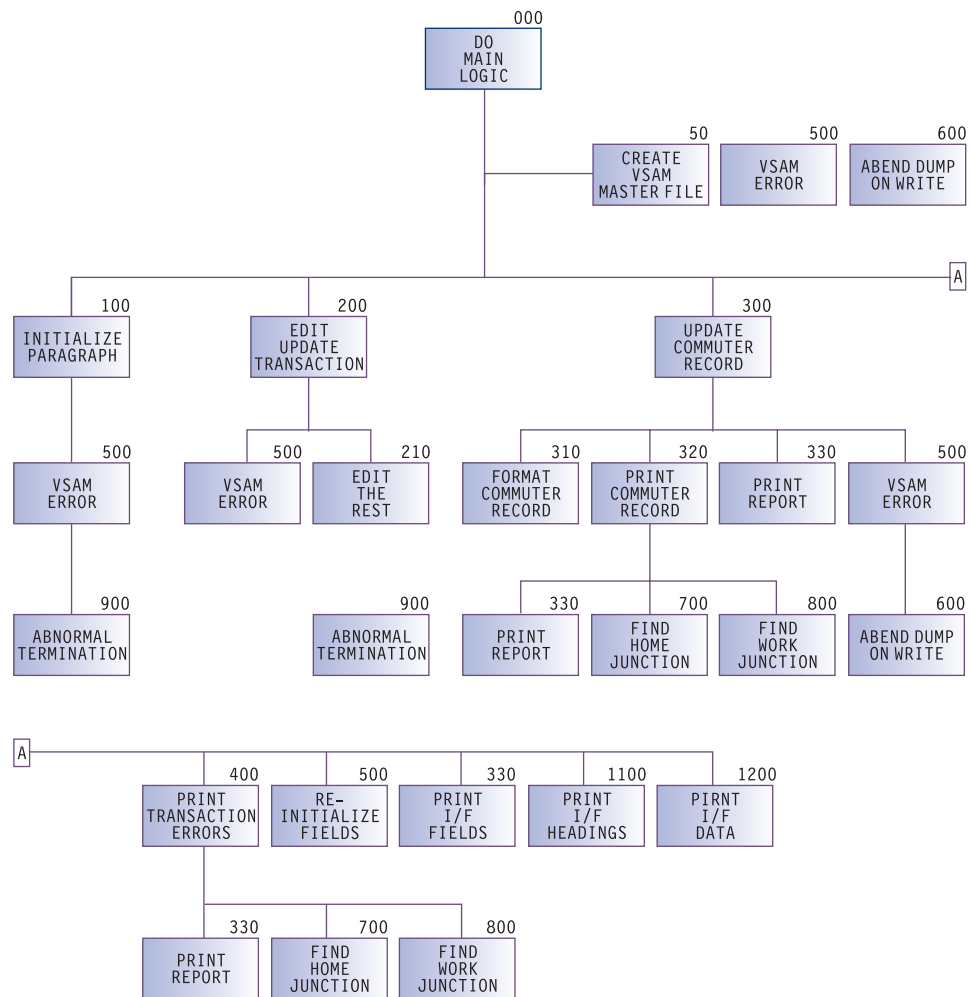 000
DO
MAIN
LOGIC
50
CREATE
VSAM
MASTER FILE
500
VSAM
ERROR
600
ABEND DUMP
ON WRITE
A
100
INITIALIZE
PARAGRAPH
200
EDIT
UPDATE
TRANSACTION
300
UPDATE
COMMUTER
RECORD
500
VSAM
ERROR
500
VSAM
ERROR
210
EDIT
THE
REST
310
FORMAT
COMMUTER
RECORD
320
PRINT
COMMUTER
RECORD
330
PRINT
REPORT
500
VSAM
ERROR
900
ABNORMAL
TERMINATION
900
ABNORMAL
TERMINATION
330
PRINT
REPORT
700
FIND
HOME
JUNCTION
800
FIND
WORK
JUNCTION
600
ABEND DUMP
ON WRITE
A
400
PRINT
TRANSACTION
ERRORS
500
RE-
INITIALIZE
FIELDS
330
PRINT
I/F
FIELDS
1100
PRINT
I/F
HEADINGS
1200
PIRNT
I/F
DATA
330
PRINT
REPORT
700
FIND
HOME
JUNCTION
800
FIND
WORK
JUNCTION